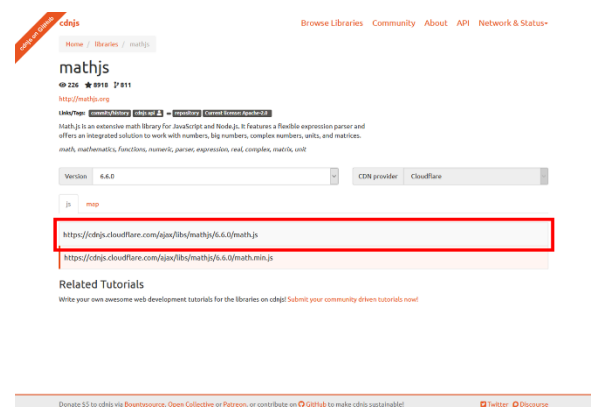 cdnjs on GitHub
cdnjs
Browse Libraries Community About API Network & Status
Home / libraries / mathjs
mathjs
226 8918 811
http://mathjs.org
Links/Tags: commits/history cdnjs api repository Current license: Apache-2.0
Math.js is an extensive math library for JavaScript and Node.js. It features a flexible expression parser and
offers an integrated solution to work with numbers, big numbers, complex numbers, units, and matrices.
math, mathematics, functions, numeric, parser, expression, real, complex, matrix, unit
Version 6.6.0 CDN provider Cloudflare
js map
https://cdnjs.cloudflare.com/ajax/libs/mathjs/6.6.0/math.js
https://cdnjs.cloudflare.com/ajax/libs/mathjs/6.6.0/math.min.js
Related Tutorials
Write your own awesome web development tutorials for the libraries on cdnjs! Submit your community driven tutorials now!
Donate $5 to cdnjs via Bountysource, Open Collective or Patreon, or contribute on GitHub to make cdnjs sustainable! Twitter Discourse